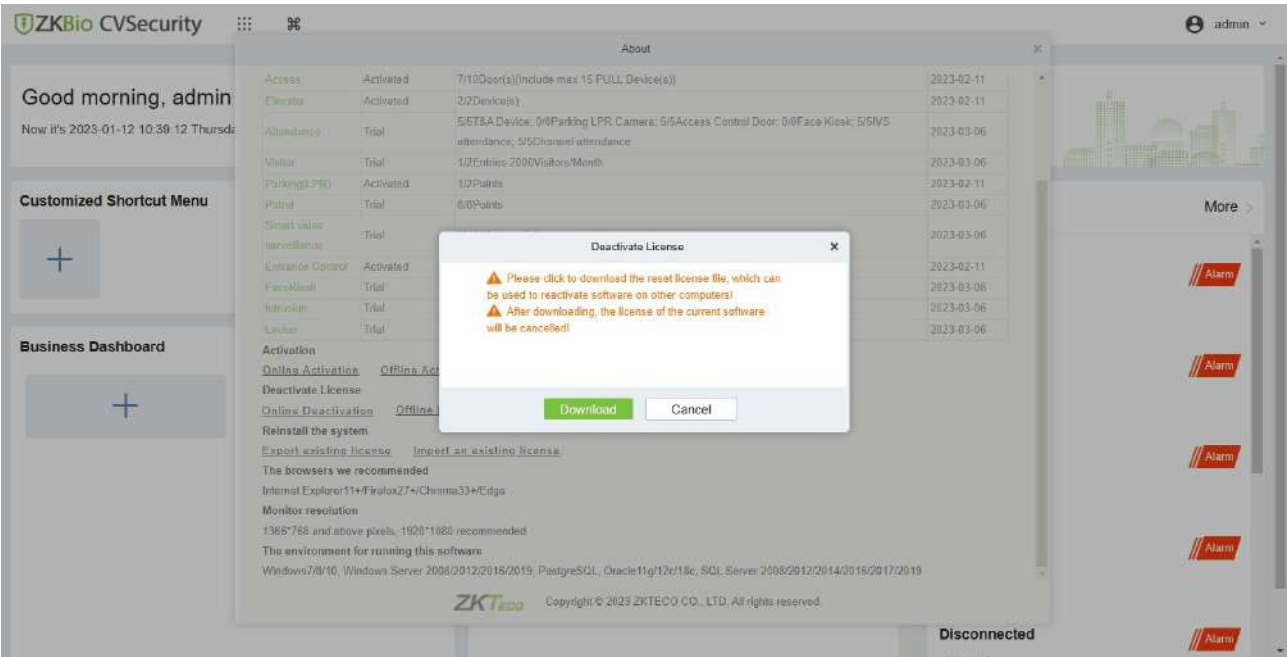 ZKBio CVSecurity
admin
About
Good morning, admin
Now it's 2023-01-12 10:39:12 Thursda
Access Activated 7/10Door(s)(Include max 15 PULL Device(s)) 2023-02-11
Elevator Activated 2/2Device(s) 2023-02-11
Attendance Trial 5/5T&A Device; 0/0Parking LPR Camera; 5/5Access Control Door; 0/0Face Kiosk; 5/5IVS
attendance; 5/5Channel attendance 2023-03-06
Visitor Trial 1/2Entries 2000Visitors/Month 2023-03-06
Parking(LPR) Activated 1/2Points 2023-02-11
Patrol Trial 2023-03-06
Smart video
surveillance Trial 2023-03-06
Entrance Control Activated 2023-02-11
FaceKiosk Trial 2023-03-06
Intrusion Trial 2023-03-06
Locker Trial 2023-03-06
Customized Shortcut Menu
More
Deactivate License
Please click to download the reset license file, which can
be used to reactivate software on other computers!
After downloading, the license of the current software
will be cancelled!
Download Cancel
Business Dashboard
Activation
Online Activation Offline Act
Deactivate License
Online Deactivation Offline
Reinstall the system
Export existing license Import an existing license
The browsers we recommended
Internet Explorer11+/Firefox27+/Chrome33+/Edge
Monitor resolution
1366*768 and above pixels, 1920*1080 recommended
The environment for running this software
Windows7/8/10, Windows Server 2008/2012/2016/2019, PostgreSQL, Oracle11g/12c/18c, SQL Server 2008/2012/2014/2016/2017/2019
ZKTECO Copyright © 2023 ZKTECO CO., LTD. All rights reserved.
Alarm
Alarm
Alarm
Alarm
Disconnected
Alarm